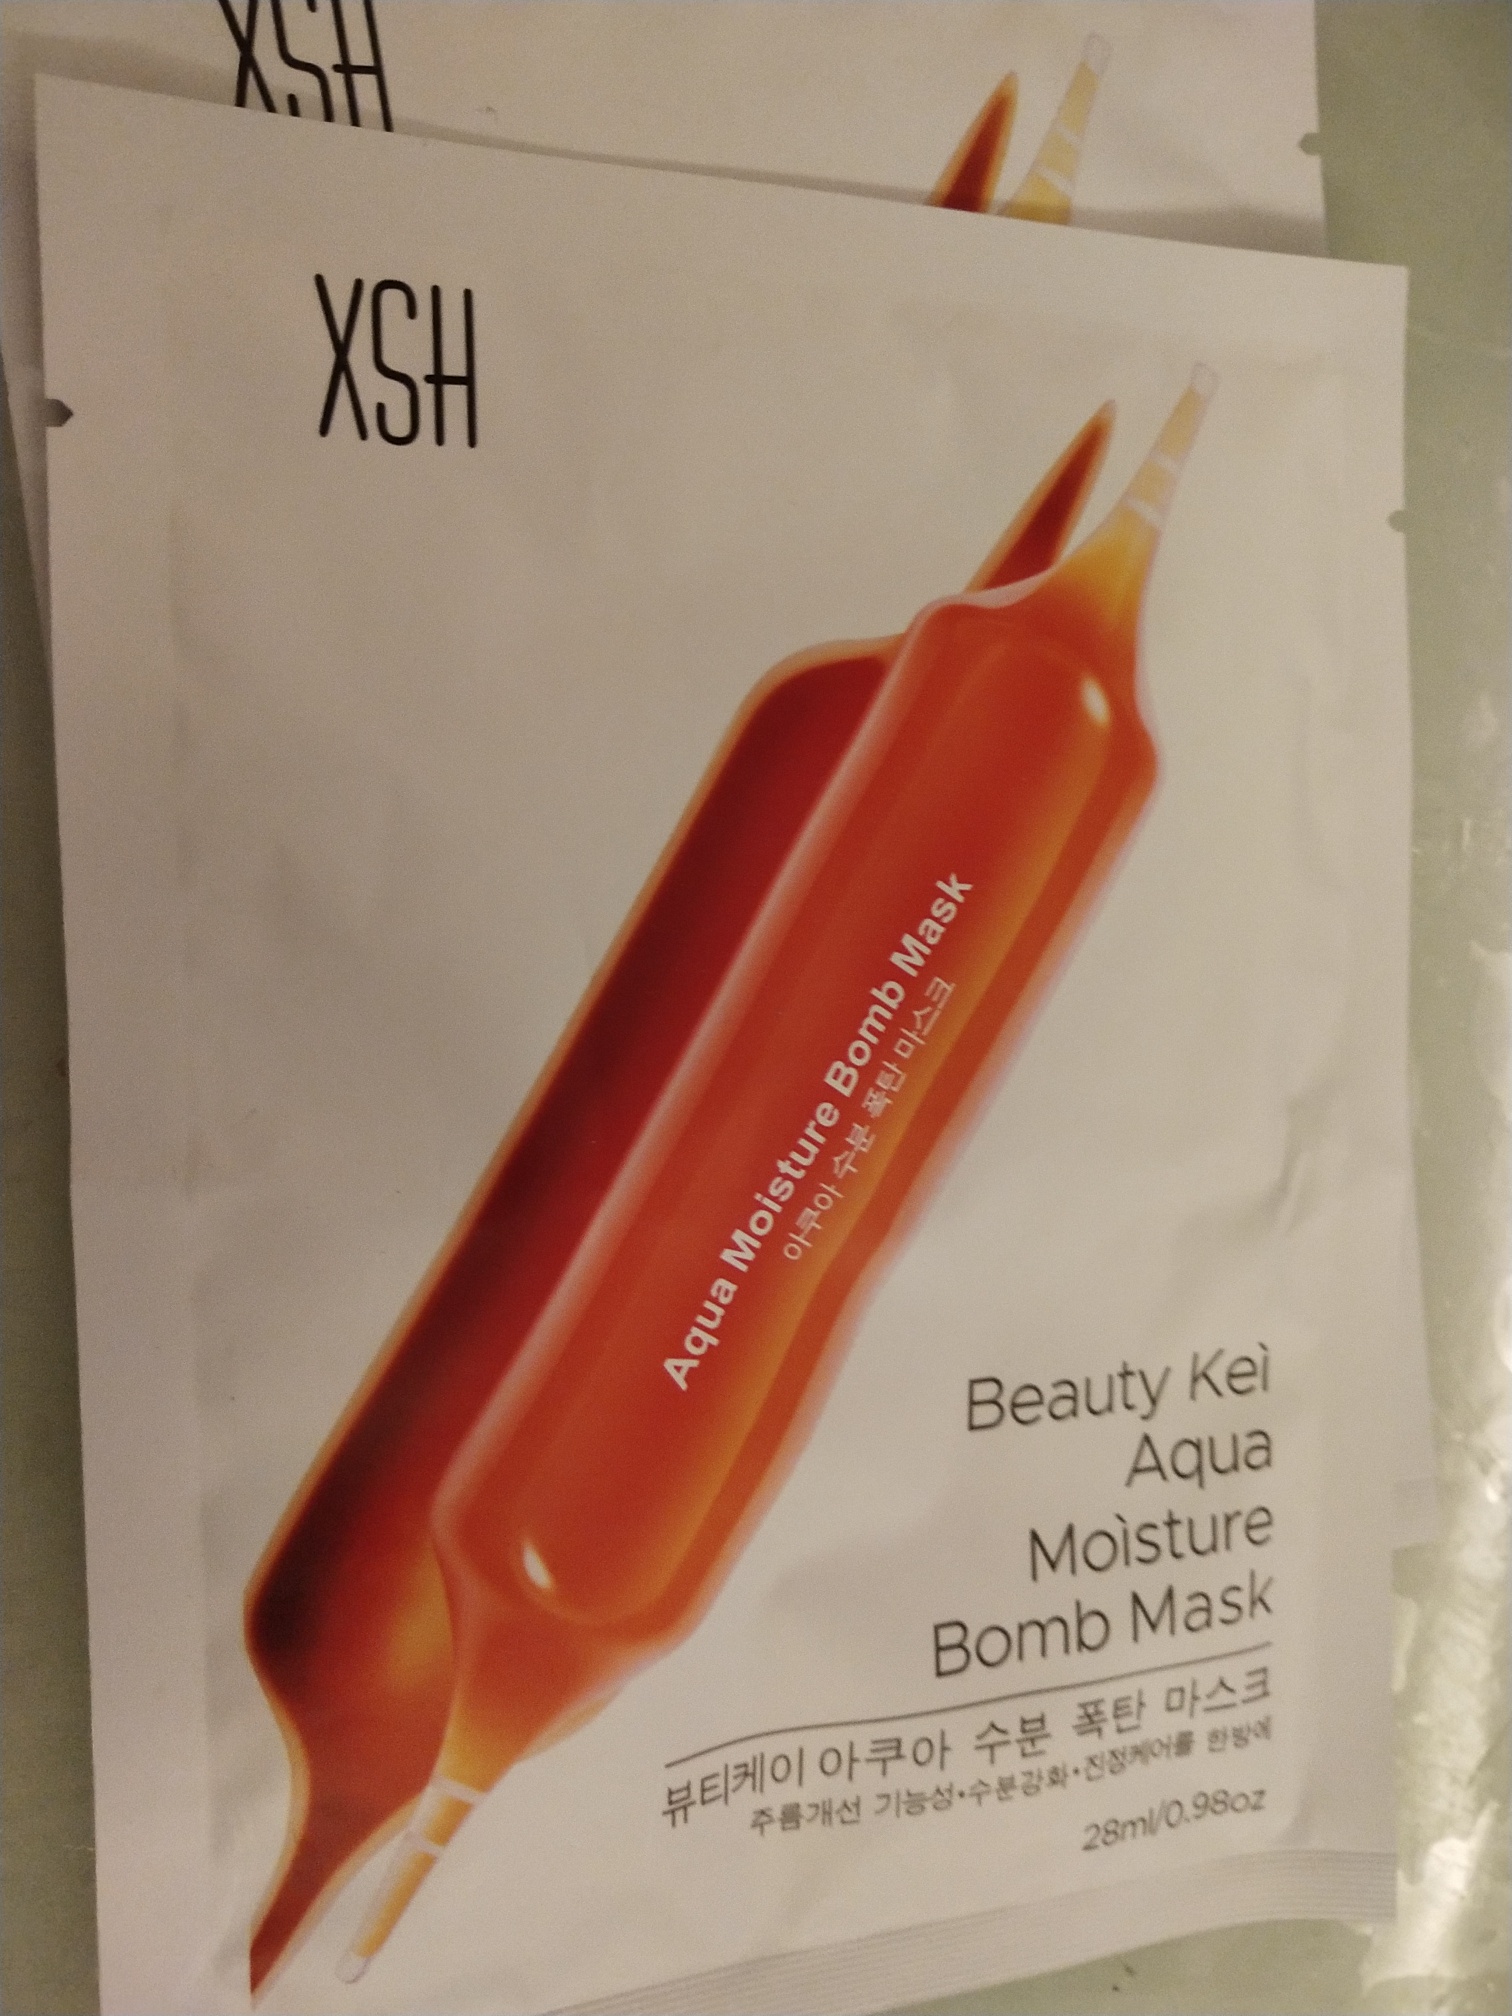 XSH
XSH
Aqua Moisture Bomb Mask
아쿠아 수분 폭탄 마스크
Beauty Keì
Aqua
Moìsture
Bomb Mask
뷰티케이 아쿠아 수분 폭탄 마스크
주름개선 기능성•수분강화•진정케어를 한방에
28ml/0.98oz